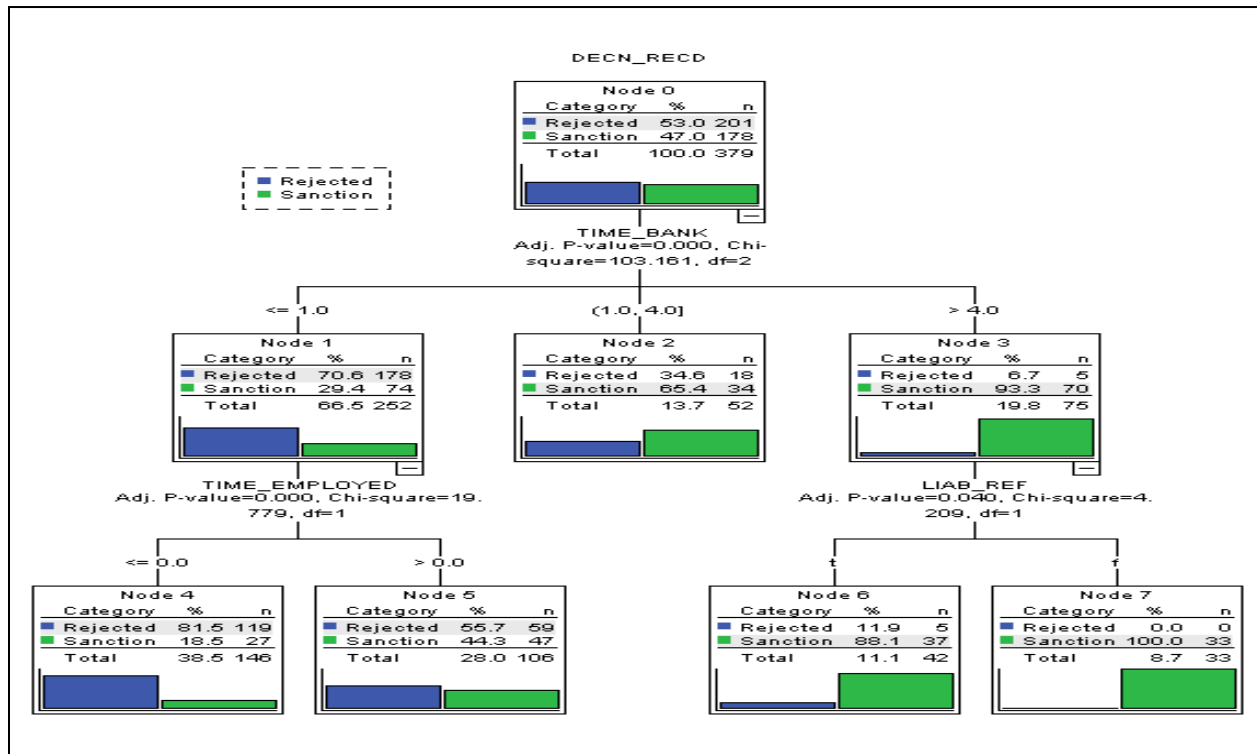 DECN_RECD
Node 0
Category % n
Rejected 53.0 201
Sanction 47.0 178
Total 100.0 379
Rejected
Sanction
TIME_BANK
Adj. P-value=0.000, Chi-
square=103.161, df=2
<= 1.0
(1.0, 4.0]
> 4.0
Node 1
Category % n
Rejected 70.6 178
Sanction 29.4 74
Total 66.5 252
Node 2
Category % n
Rejected 34.6 18
Sanction 65.4 34
Total 13.7 52
Node 3
Category % n
Rejected 6.7 5
Sanction 93.3 70
Total 19.8 75
TIME_EMPLOYED
Adj. P-value=0.000, Chi-square=19.
779, df=1
LIAB_REF
Adj. P-value=0.040, Chi-square=4.
209, df=1
<= 0.0
> 0.0
t
f
Node 4
Category % n
Rejected 81.5 119
Sanction 18.5 27
Total 38.5 146
Node 5
Category % n
Rejected 55.7 59
Sanction 44.3 47
Total 28.0 106
Node 6
Category % n
Rejected 11.9 5
Sanction 88.1 37
Total 11.1 42
Node 7
Category % n
Rejected 0.0 0
Sanction 100.0 33
Total 8.7 33